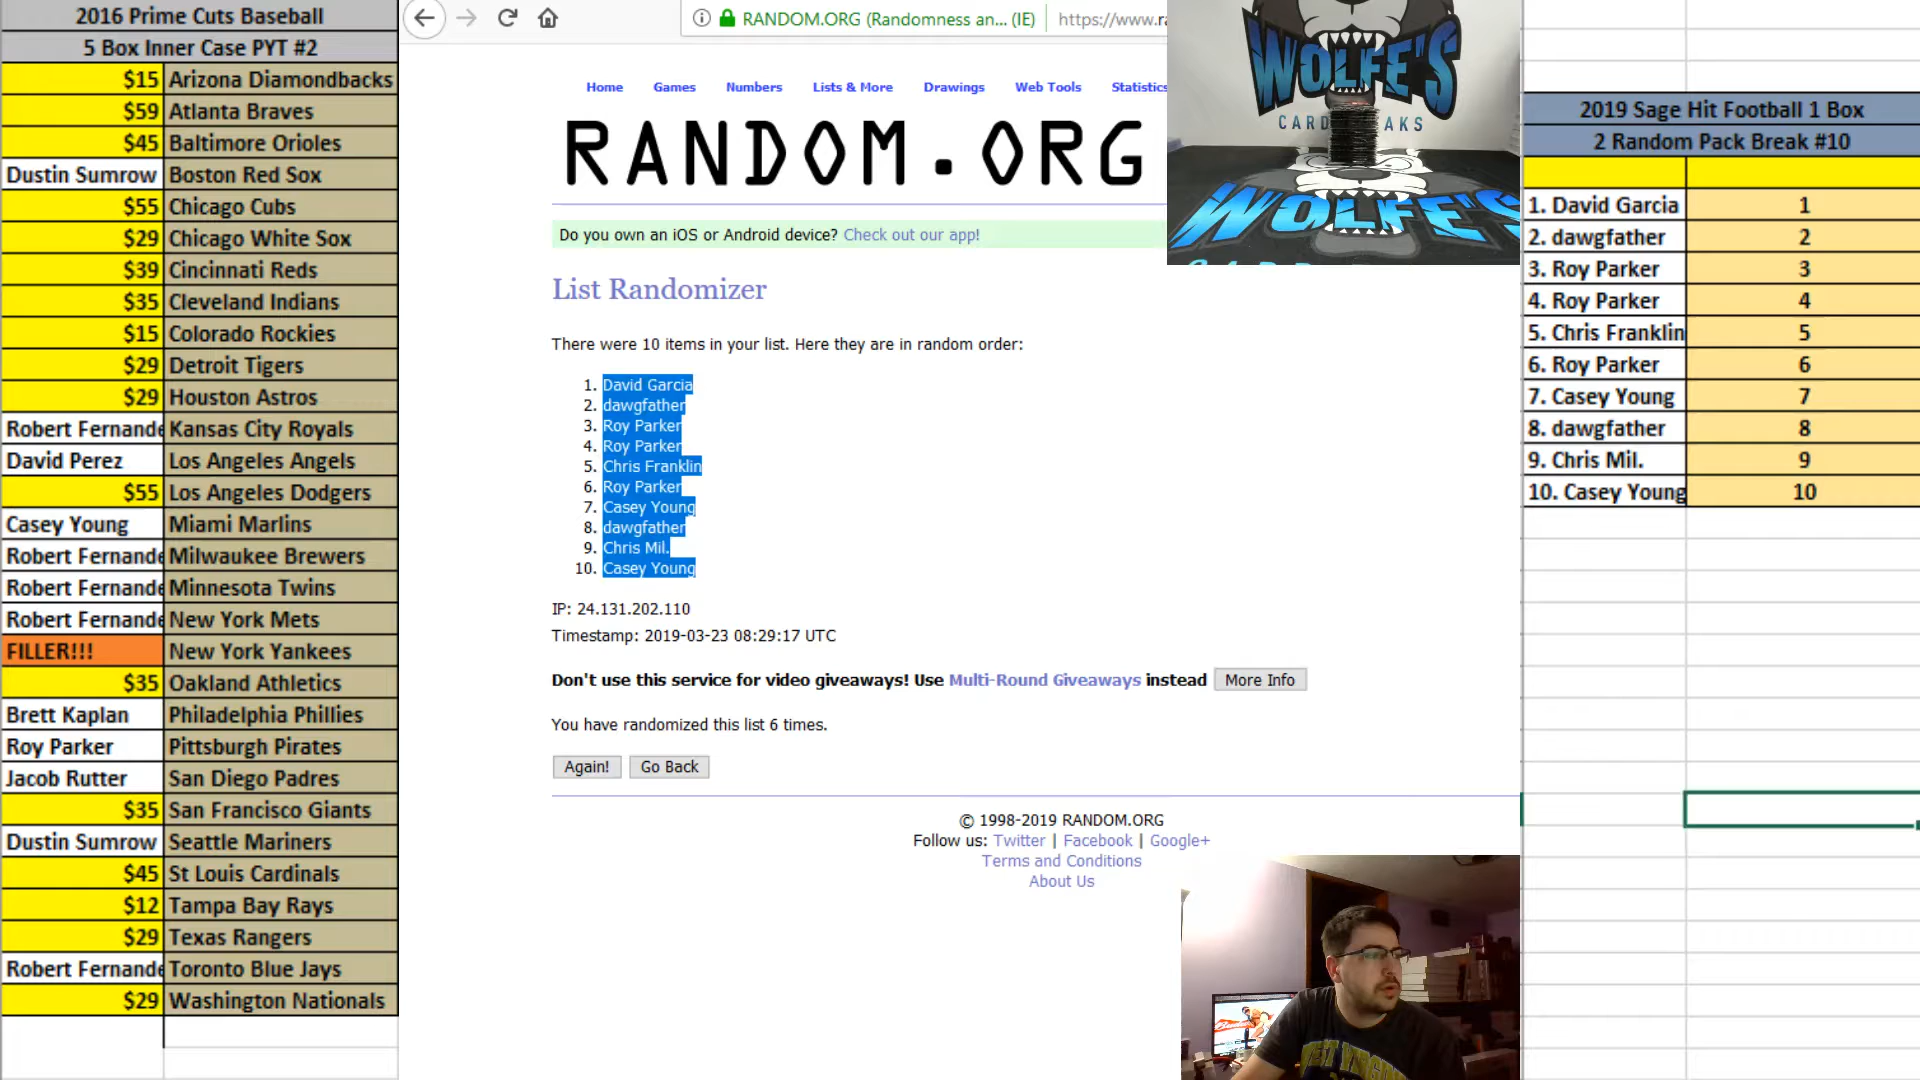 2016 Prime Cuts Baseball
5 Box Inner Case PYT #2
$15 Arizona Diamondbacks
$59 Atlanta Braves
$45 Baltimore Orioles
Dustin Sumrow Boston Red Sox
$55 Chicago Cubs
$29 Chicago White Sox
$39 Cincinnati Reds
$35 Cleveland Indians
$15 Colorado Rockies
$29 Detroit Tigers
$29 Houston Astros
Robert Fernande Kansas City Royals
David Perez Los Angeles Angels
$55 Los Angeles Dodgers
Casey Young Miami Marlins
Robert Fernande Milwaukee Brewers
Robert Fernande Minnesota Twins
Robert Fernande New York Mets
FILLER!!! New York Yankees
$35 Oakland Athletics
Brett Kaplan Philadelphia Phillies
Roy Parker Pittsburgh Pirates
Jacob Rutter San Diego Padres
$35 San Francisco Giants
Dustin Sumrow Seattle Mariners
$45 St Louis Cardinals
$12 Tampa Bay Rays
$29 Texas Rangers
Robert Fernande Toronto Blue Jays
$29 Washington Nationals
RANDOM.ORG (Randomness an... (IE) https://www.ra
Home Games Numbers Lists & More Drawings Web Tools Statistics
RANDOM.ORG
Do you own an iOS or Android device? Check out our app!
List Randomizer
There were 10 items in your list. Here they are in random order:
1. David Garcia
2. dawgfather
3. Roy Parker
4. Roy Parker
5. Chris Franklin
6. Roy Parker
7. Casey Young
8. dawgfather
9. Chris Mil.
10. Casey Young
IP: 24.131.202.110
Timestamp: 2019-03-23 08:29:17 UTC
Don't use this service for video giveaways! Use Multi-Round Giveaways instead More Info
You have randomized this list 6 times.
Again! Go Back
© 1998-2019 RANDOM.ORG
Follow us: Twitter | Facebook | Google+
Terms and Conditions
About Us
WOLFE'S
WOLFE'S
2019 Sage Hit Football 1 Box
2 Random Pack Break #10
1. David Garcia 1
2. dawgfather 2
3. Roy Parker 3
4. Roy Parker 4
5. Chris Franklin 5
6. Roy Parker 6
7. Casey Young 7
8. dawgfather 8
9. Chris Mil. 9
10. Casey Young 10